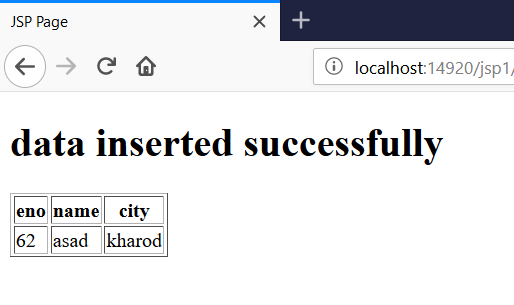 JSP Page
localhost:14920/jsp1/
data inserted successfully
eno name city
62 asad kharod